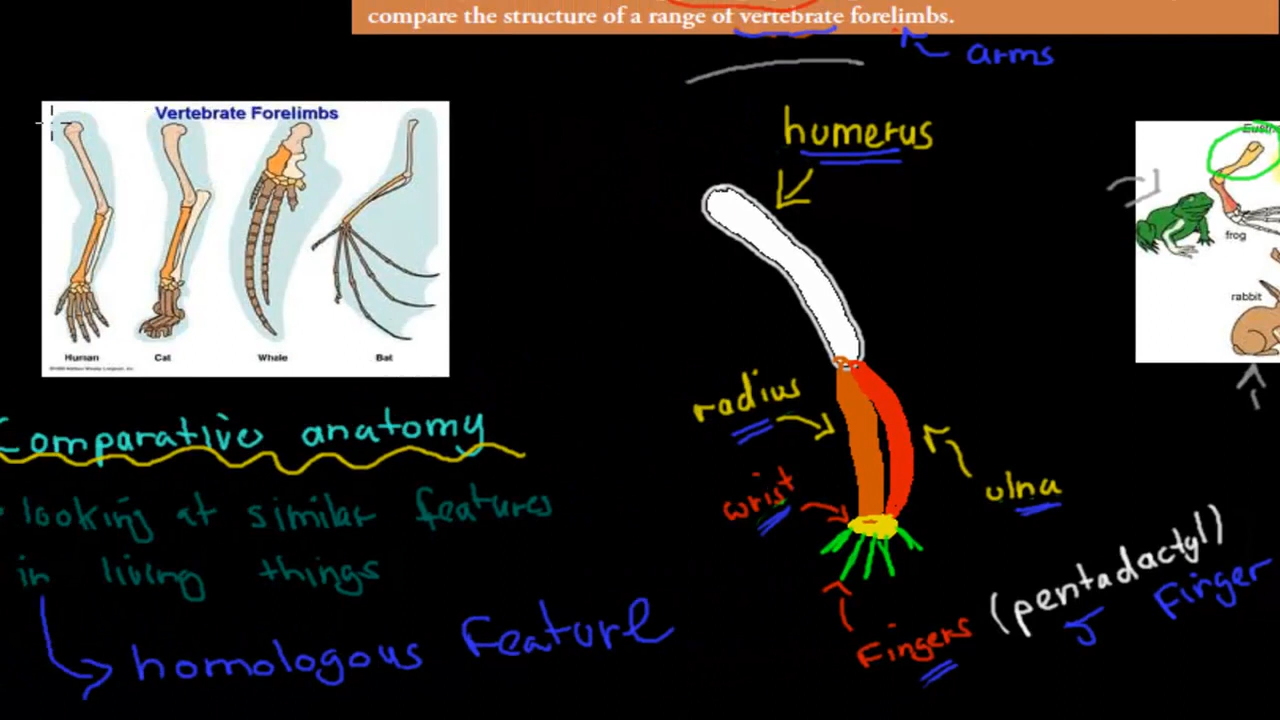 compare the structure of a range of vertebrate forelimbs.
arms
Vertebrate Forelimbs
Human Cat Whale Bat
humerus
radius
ulna
wrist
Fingers (pentadactyl)
5 Finger
frog
rabbit
Comparative anatomy
looking at similar features
in living things
homologous Feature